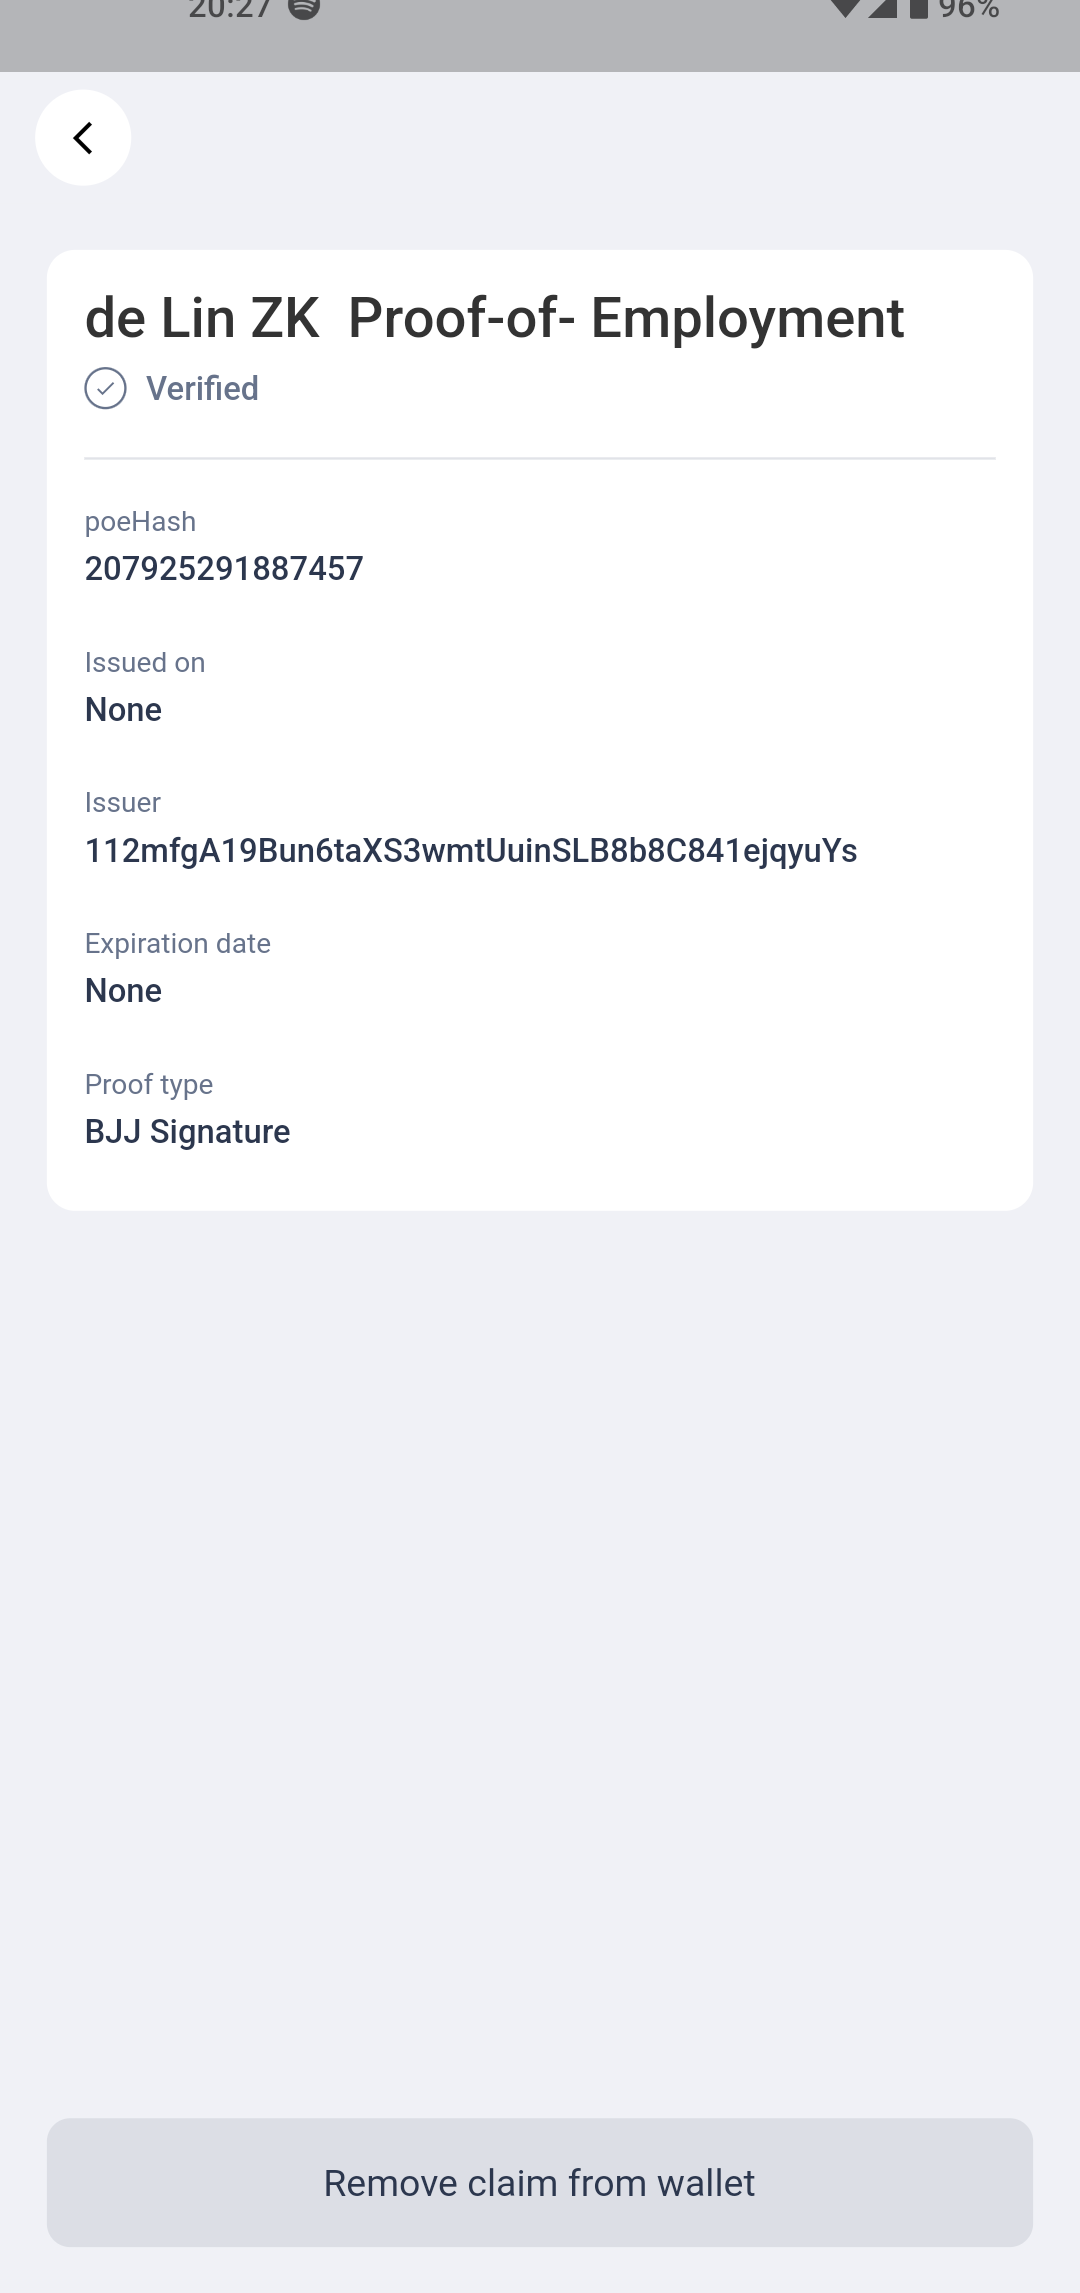 20:27 96%
de Lin ZK  Proof-of- Employment
Verified
poeHash
207925291887457
Issued on
None
Issuer
112mfgA19Bun6taXS3wmtUuinSLB8b8C841ejqyuYs
Expiration date
None
Proof type
BJJ Signature
Remove claim from wallet